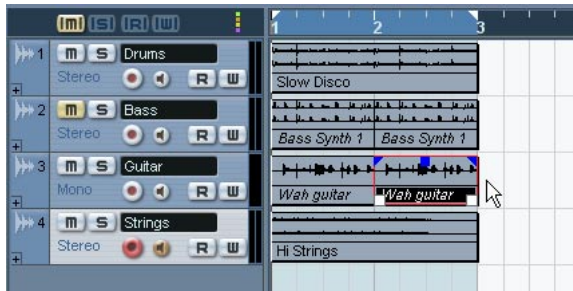 M S R W
1 2 3
1 M S Drums
Stereo R W
Slow Disco
2 M S Bass
Stereo R W
Bass Synth 1 Bass Synth 1
3 M S Guitar
Mono R W
Wah guitar Wah guitar
4 M S Strings
Stereo R W
Hi Strings